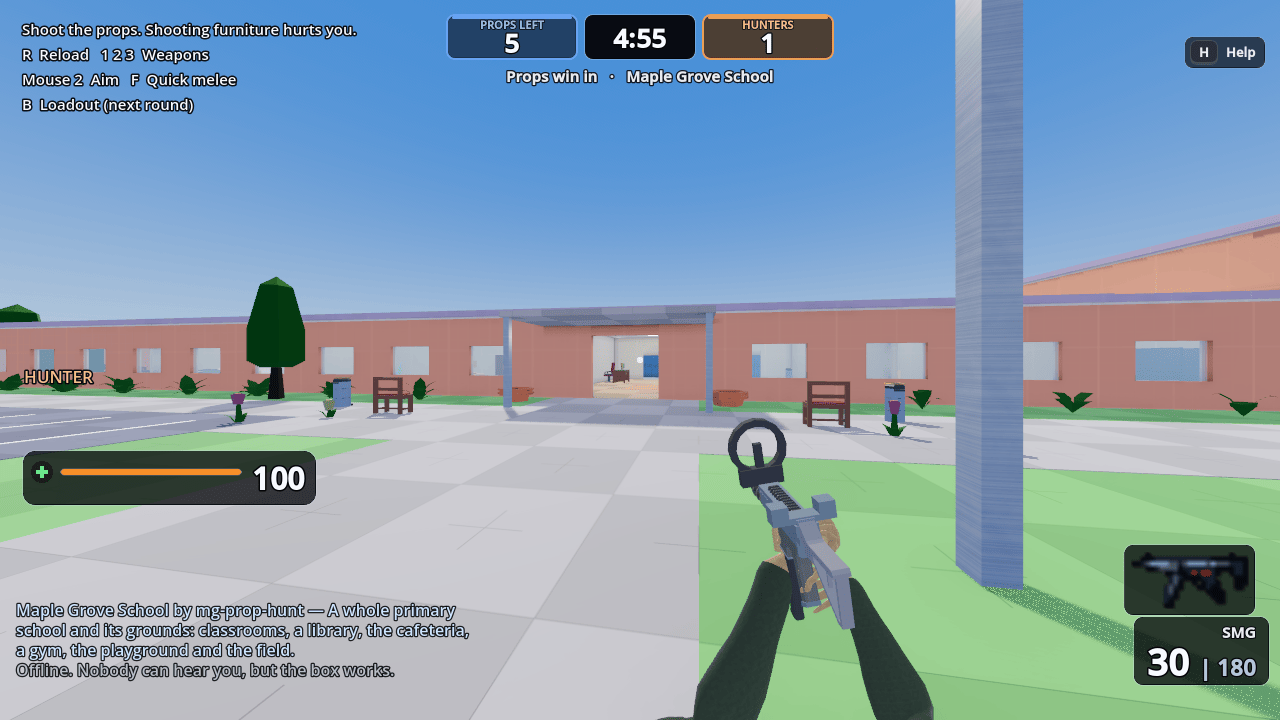 Shoot the props. Shooting furniture hurts you.
R Reload 1 2 3 Weapons
Mouse 2 Aim F Quick melee
B Loadout (next round)
PROPS LEFT
5
4:55
HUNTERS
1
Props win in · Maple Grove School
H Help
HUNTER
100
Maple Grove School by mg-prop-hunt — A whole primary
school and its grounds: classrooms, a library, the cafeteria,
a gym, the playground and the field.
Offline. Nobody can hear you, but the box works.
SMG
30 | 180